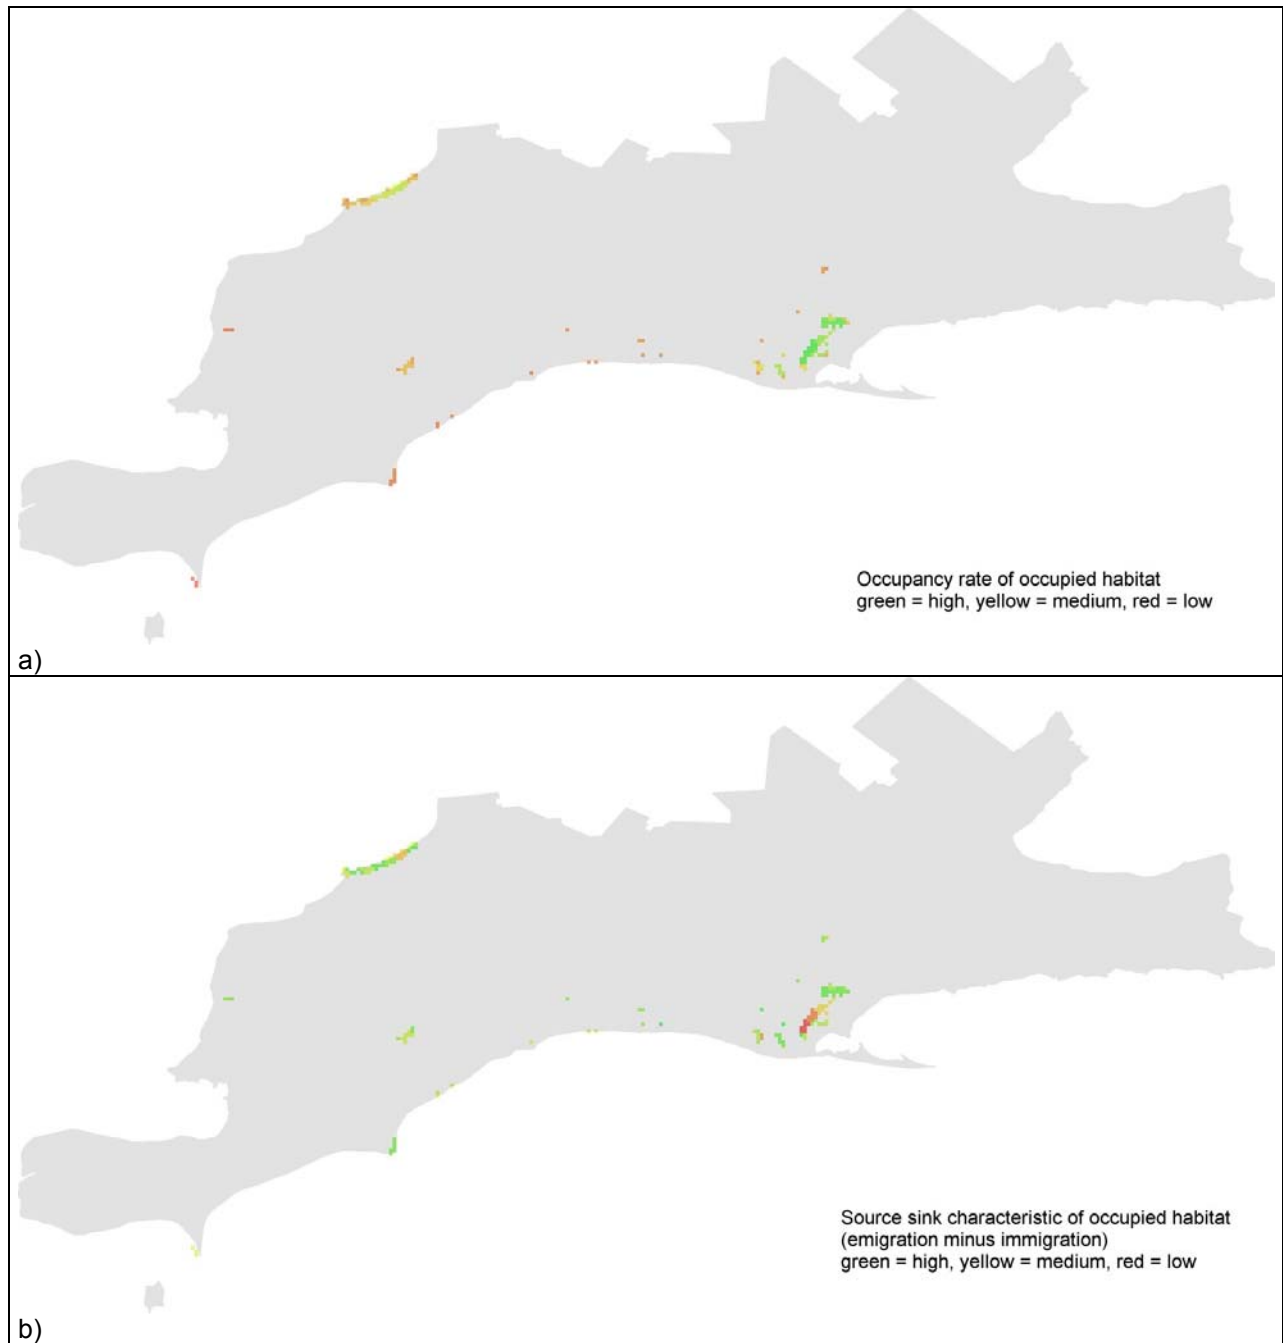 Occupancy rate of occupied habitat
green = high, yellow = medium, red = low
a)
Source sink characteristic of occupied habitat
(emigration minus immigration)
green = high, yellow = medium, red = low
b)